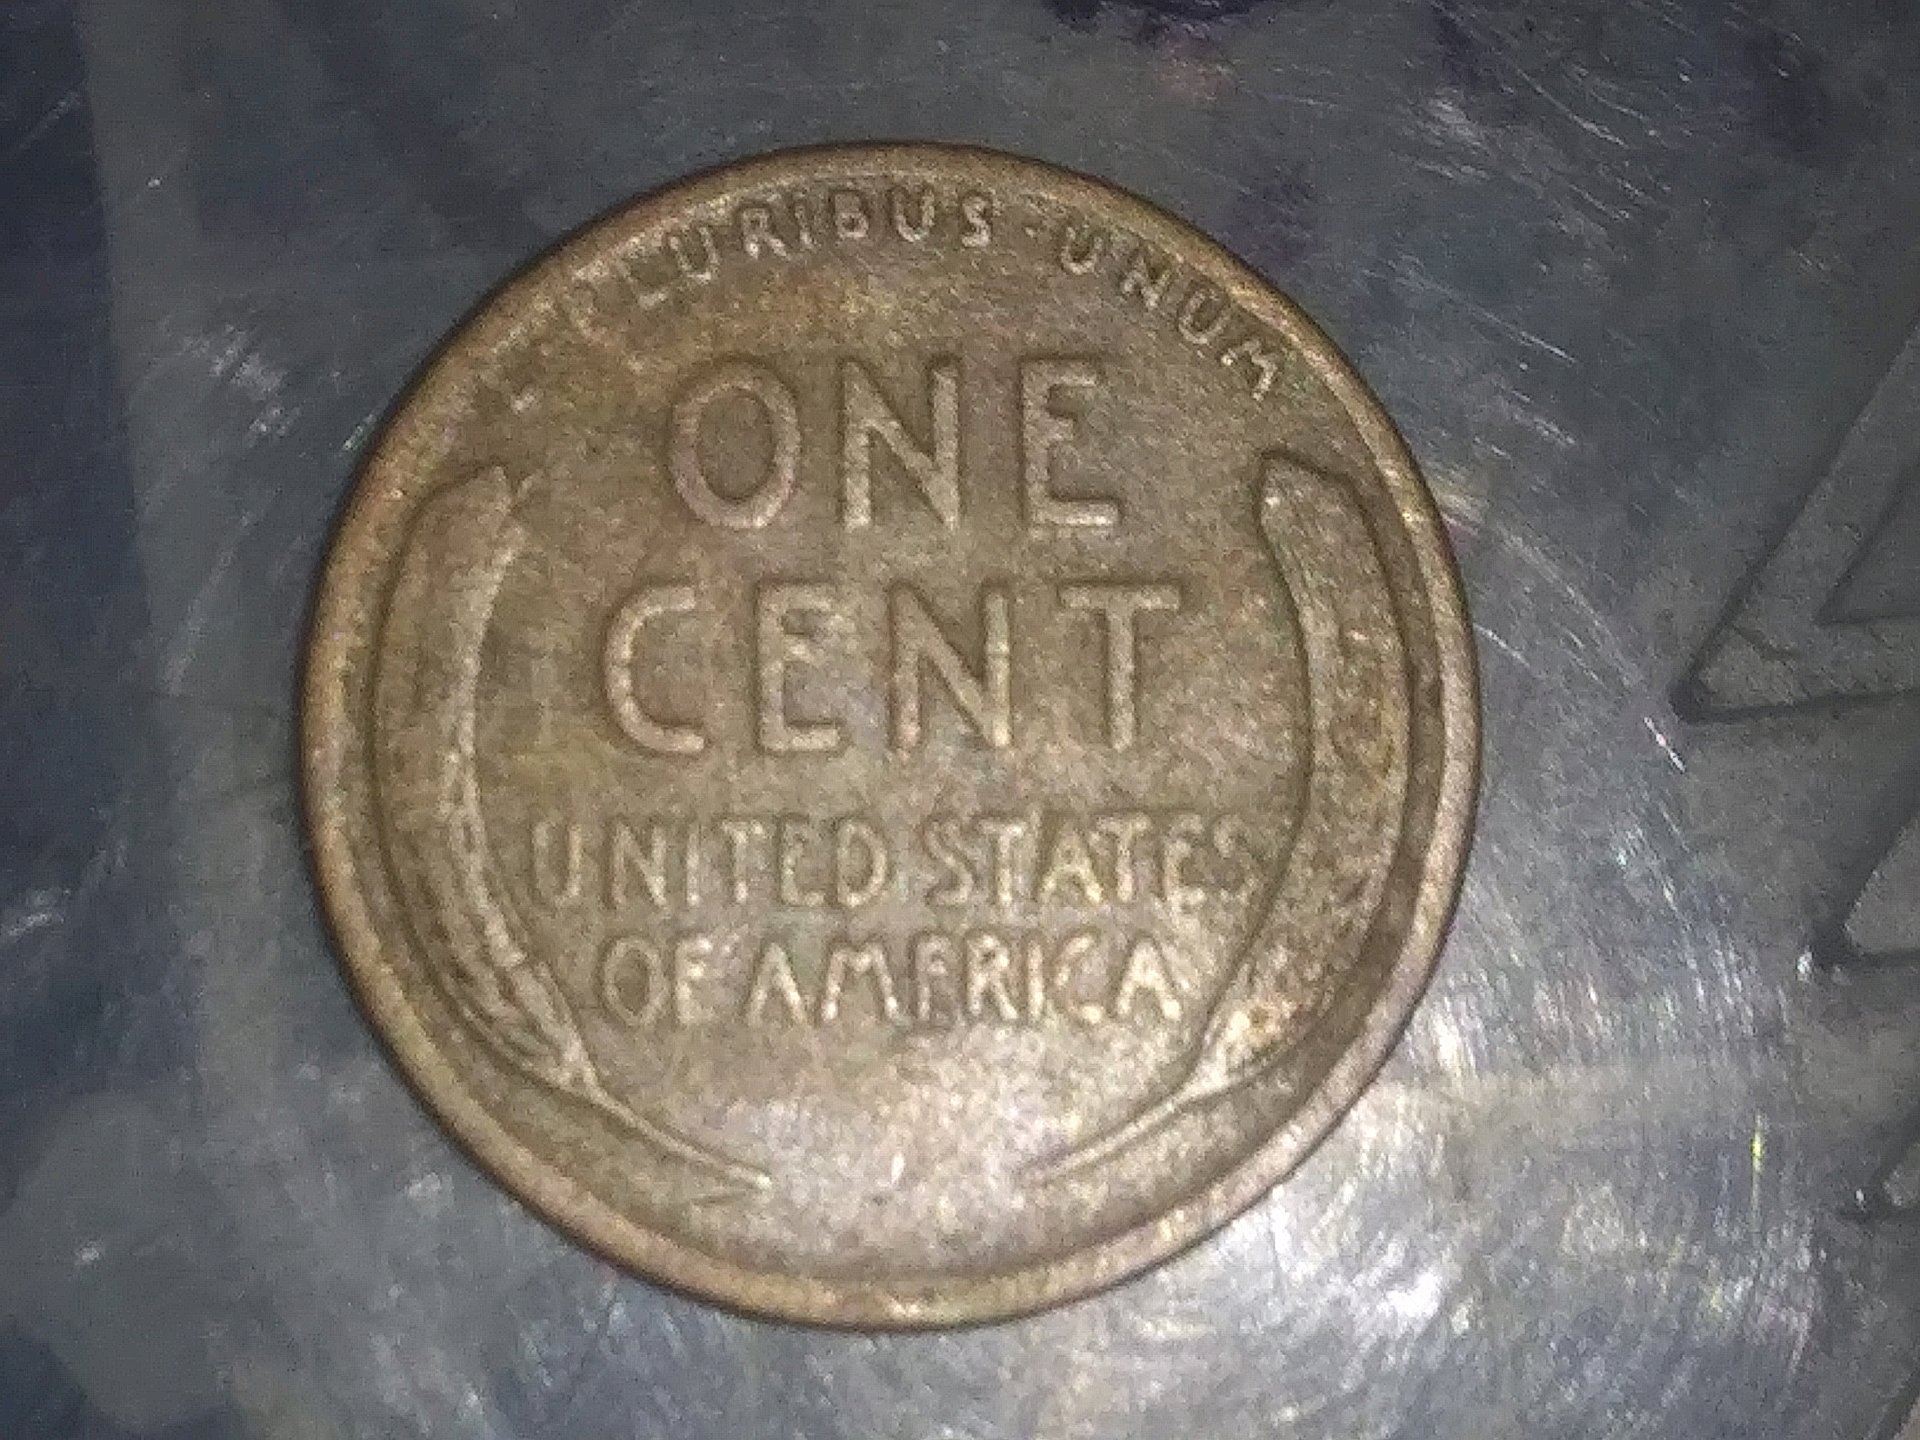 PLURIBUS · UNUM
ONE
CENT
UNITED STATES
OF AMERICA